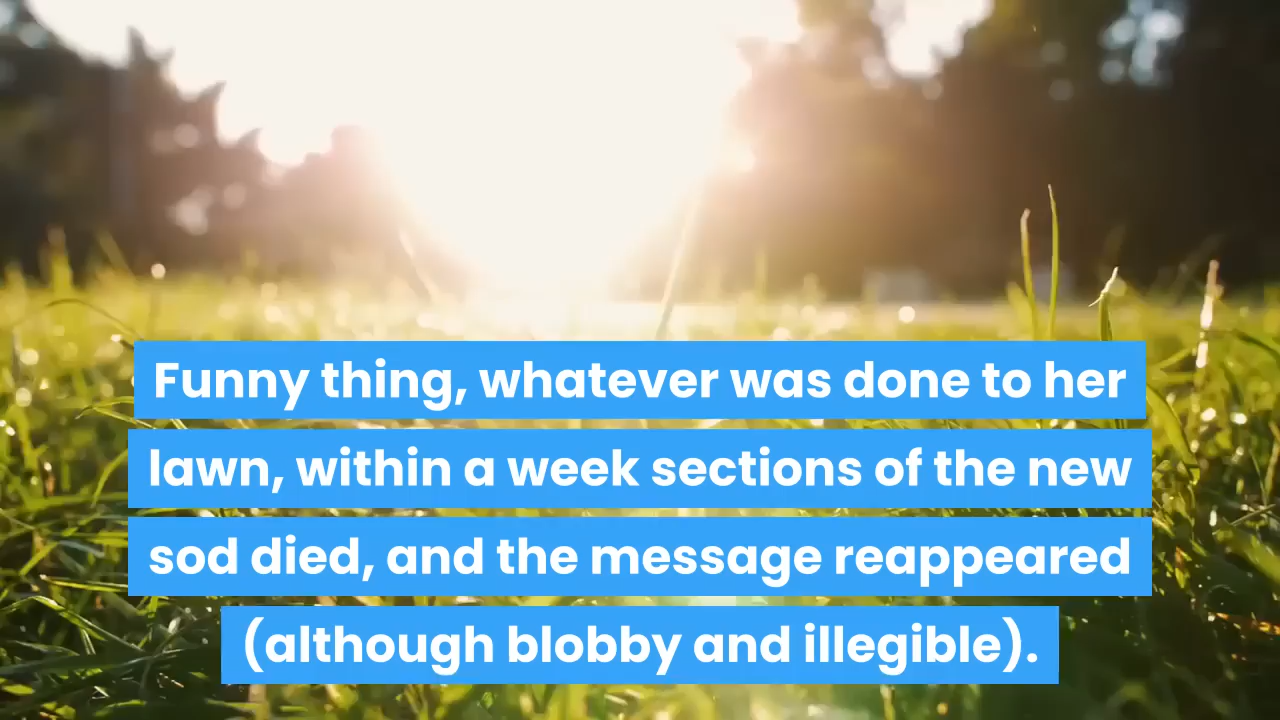 Funny thing, whatever was done to her
lawn, within a week sections of the new
sod died, and the message reappeared
(although blobby and illegible).